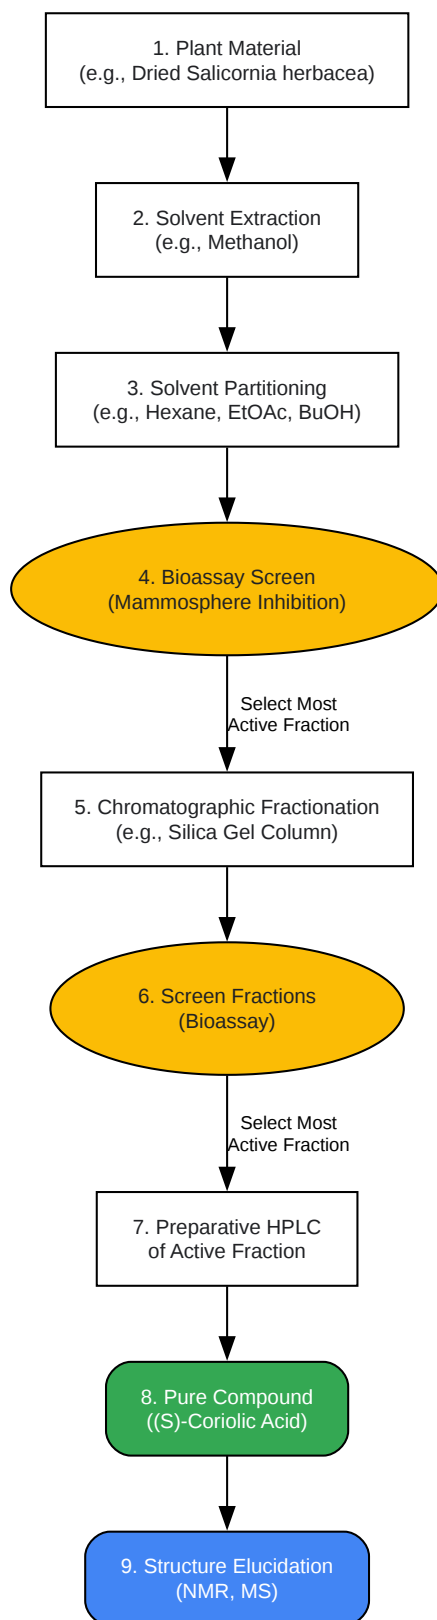 1. Plant Material
(e.g., Dried Salicornia herbacea)
2. Solvent Extraction
(e.g., Methanol)
3. Solvent Partitioning
(e.g., Hexane, EtOAc, BuOH)
4. Bioassay Screen
(Mammosphere Inhibition)
Select Most
Active Fraction
5. Chromatographic Fractionation
(e.g., Silica Gel Column)
6. Screen Fractions
(Bioassay)
Select Most
Active Fraction
7. Preparative HPLC
of Active Fraction
8. Pure Compound
((S)-Coriolic Acid)
9. Structure Elucidation
(NMR, MS)